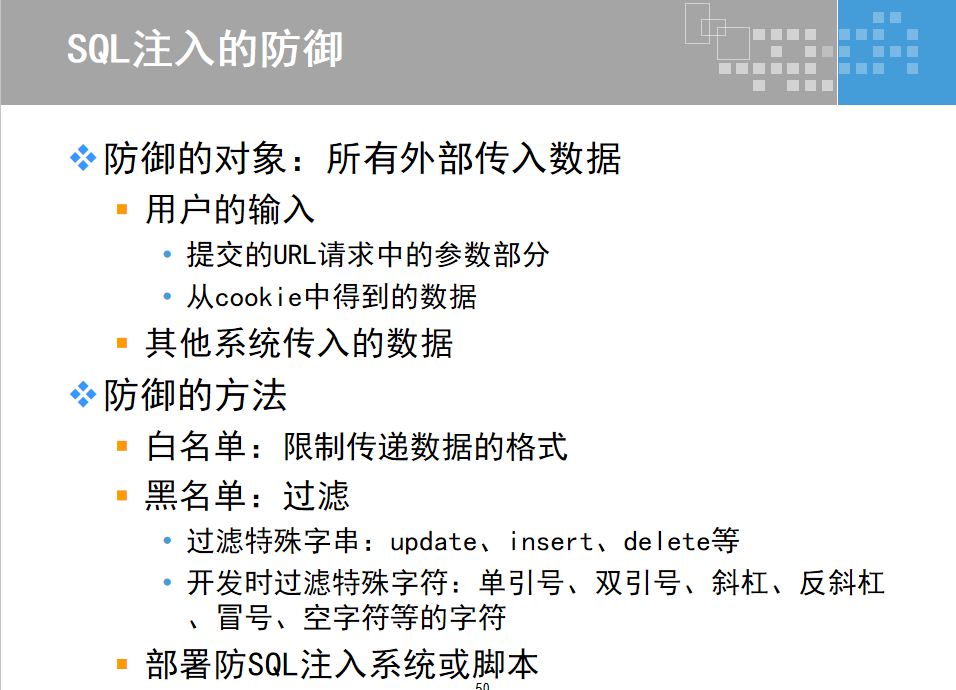 SQL注入的防御
防御的对象：所有外部传入数据
用户的输入
提交的URL请求中的参数部分
从cookie中得到的数据
其他系统传入的数据
防御的方法
白名单：限制传递数据的格式
黑名单：过滤
过滤特殊字串：update、insert、delete等
开发时过滤特殊字符：单引号、双引号、斜杠、反斜杠
、冒号、空字符等的字符
部署防SQL注入系统或脚本
50